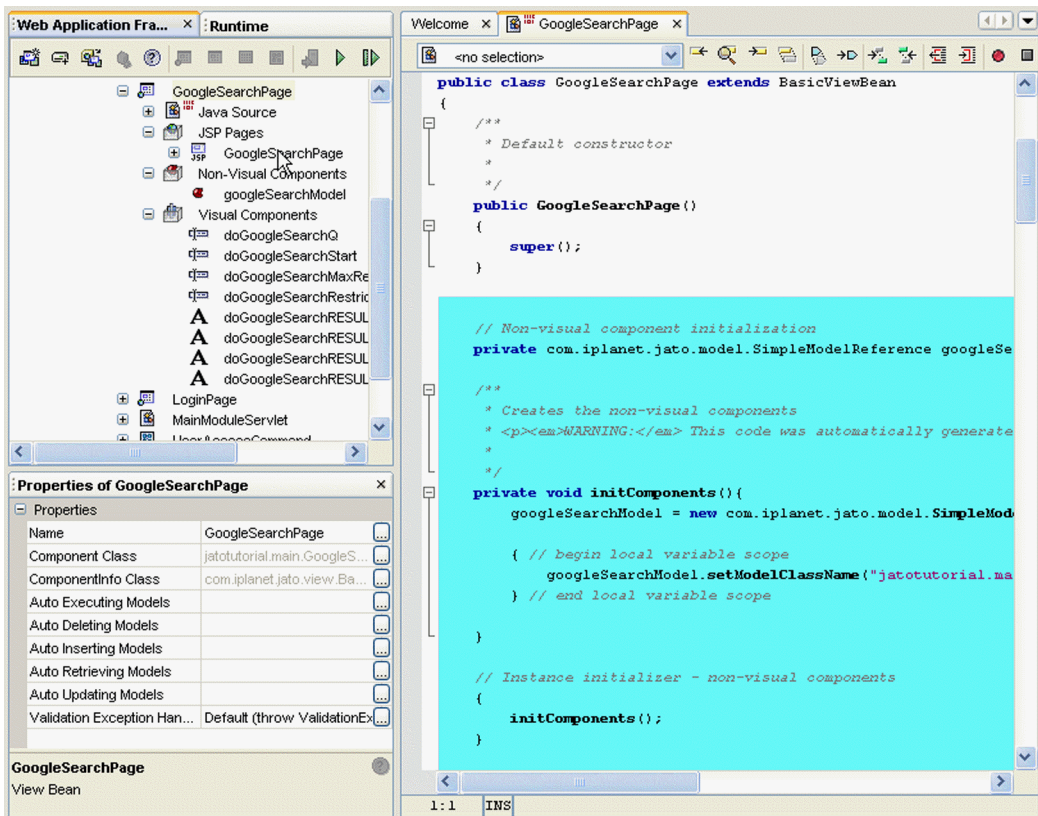 Web Application Fra...
Runtime
GoogleSearchPage
Java Source
JSP Pages
JSP GoogleSearchPage
Non-Visual Components
googleSearchModel
Visual Components
doGoogleSearchQ
doGoogleSearchStart
doGoogleSearchMaxRe
doGoogleSearchRestric
A doGoogleSearchRESUL
A doGoogleSearchRESUL
A doGoogleSearchRESUL
A doGoogleSearchRESUL
LoginPage
MainModuleServlet
Properties of GoogleSearchPage
Properties
Name GoogleSearchPage ...
Component Class jatotutorial.main.GoogleS... ...
ComponentInfo Class com.iplanet.jato.view.Ba... ...
Auto Executing Models ...
Auto Deleting Models ...
Auto Inserting Models ...
Auto Retrieving Models ...
Auto Updating Models ...
Validation Exception Han... Default (throw ValidationEx ...
GoogleSearchPage
View Bean
Welcome
GoogleSearchPage
<no selection>
public class GoogleSearchPage extends BasicViewBean
{
/**
* Default constructor
*
*/
public GoogleSearchPage()
{
super();
}
// Non-visual component initialization
private com.iplanet.jato.model.SimpleModelReference googleSe
/**
* Creates the non-visual components
* <p><em>WARNING:</em> This code was automatically generate
*
*/
private void initComponents(){
googleSearchModel = new com.iplanet.jato.model.SimpleMod
{ // begin local variable scope
googleSearchModel.setModelClassName("jatotutorial.ma
} // end local variable scope
}
// Instance initializer - non-visual components
{
initComponents();
}
1:1 INS